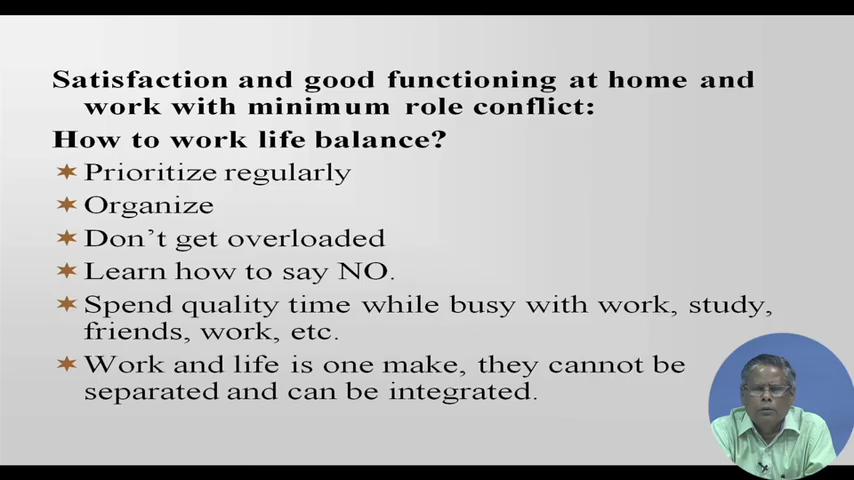 Satisfaction and good functioning at home and
work with minimum role conflict:
How to work life balance?
Prioritize regularly
Organize
Don't get overloaded
Learn how to say NO.
Spend quality time while busy with work, study,
friends, work, etc.
Work and life is one make, they cannot be
separated and can be integrated.